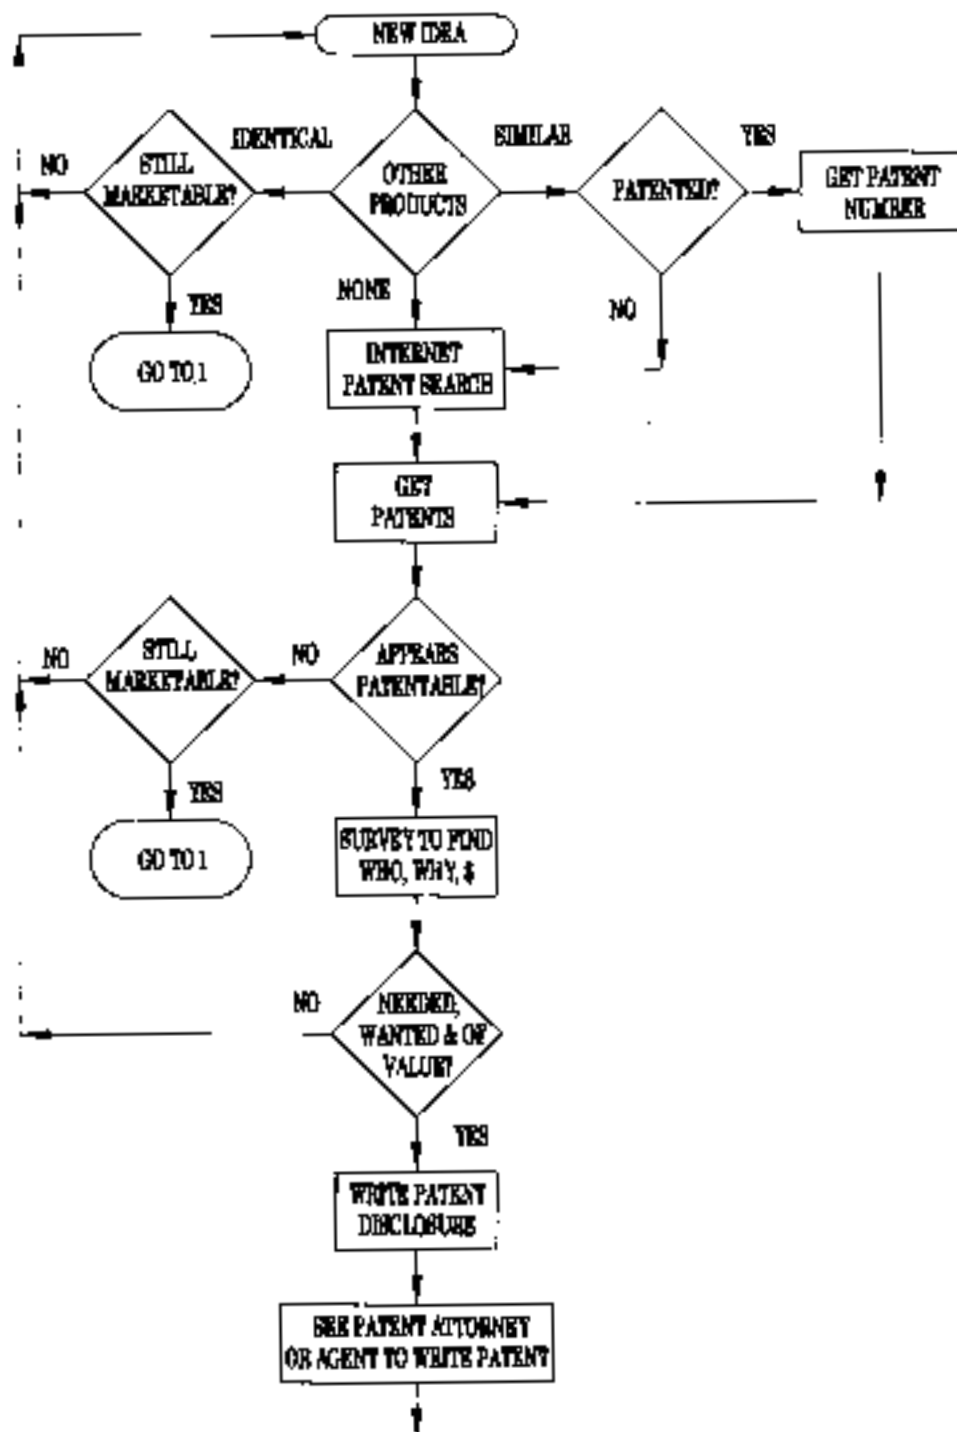 NEW IDEA
IDENTICAL
SIMILAR
YES
NO
STILL
MARKETABLE?
OTHER
PRODUCTS
PATENTED?
GET PATENT
NUMBER
YES
NONE
NO
GO TO 1
INTERNET
PATENT SEARCH
GET
PATENTS
NO
STILL
MARKETABLE?
NO
APPEARS
PATENTABLE?
YES
YES
GO TO 1
SURVEY TO FIND
WHO, WHY, $
NO
NEEDED,
WANTED & OF
VALUE?
YES
WRITE PATENT
DISCLOSURE
SEE PATENT ATTORNEY
OR AGENT TO WRITE PATENT